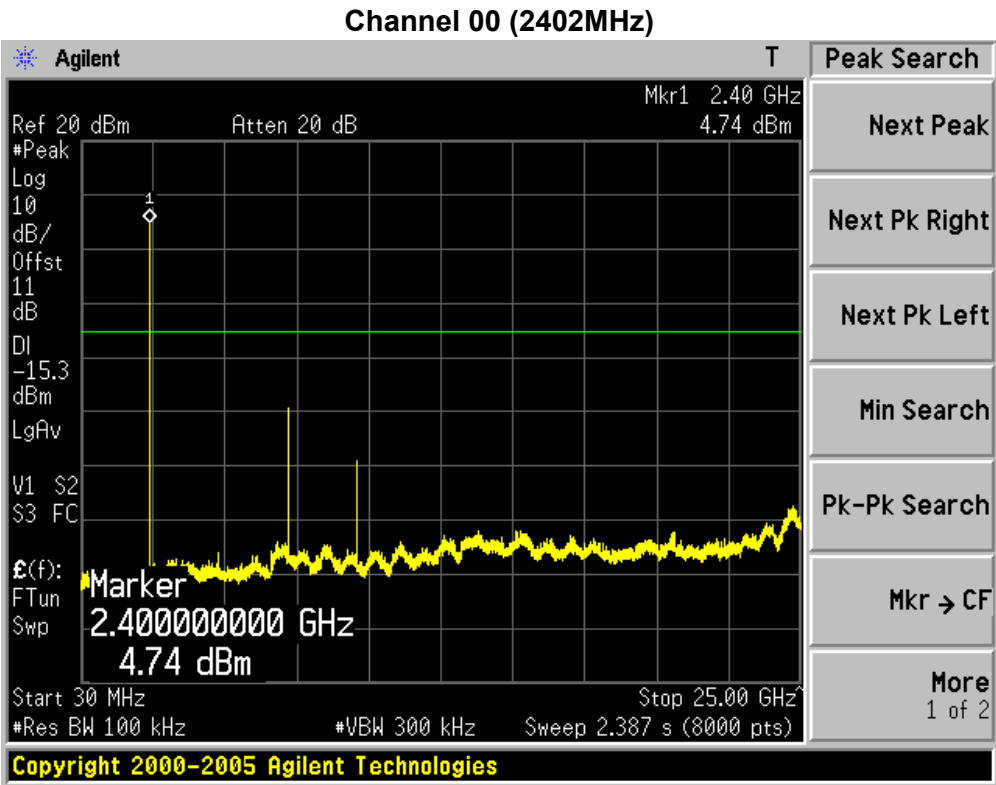 Channel 00 (2402MHz)
Agilent T Peak Search
Mkr1 2.40 GHz
Ref 20 dBm Atten 20 dB 4.74 dBm
Next Peak
#Peak
Log
10
dB/
Offst
11
dB
DI
-15.3
dBm
LgAv
V1 S2
S3 FC
£(f):
FTun
Swp
1
Marker
2.400000000 GHz
4.74 dBm
Start 30 MHz Stop 25.00 GHz^
#Res BW 100 kHz #VBW 300 kHz Sweep 2.387 s (8000 pts)
Next Pk Right
Next Pk Left
Min Search
Pk-Pk Search
Mkr → CF
More
1 of 2
Copyright 2000-2005 Agilent Technologies